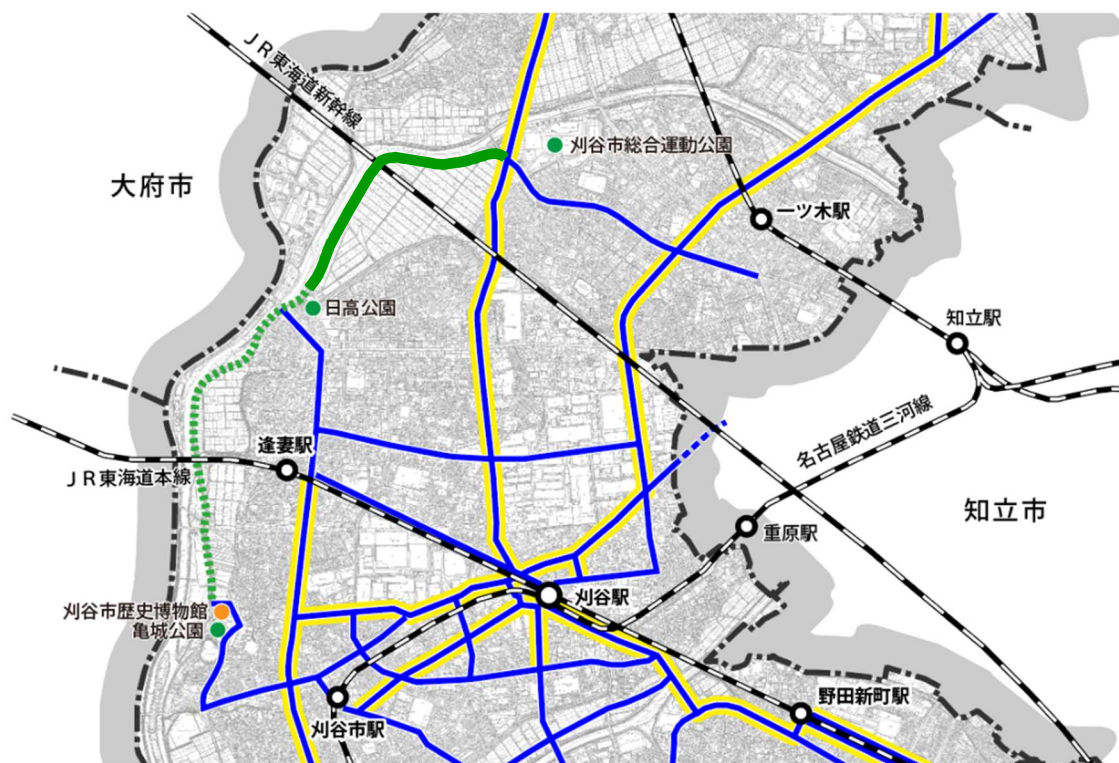 JR東海道新幹線
刈谷市総合運動公園
大府市
一ツ木駅
日高公園
知立駅
名古屋鉄道三河線
逢妻駅
JR東海道本線
知立市
重原駅
刈谷駅
刈谷市歴史博物館
亀城公園
野田新町駅
刈谷市駅